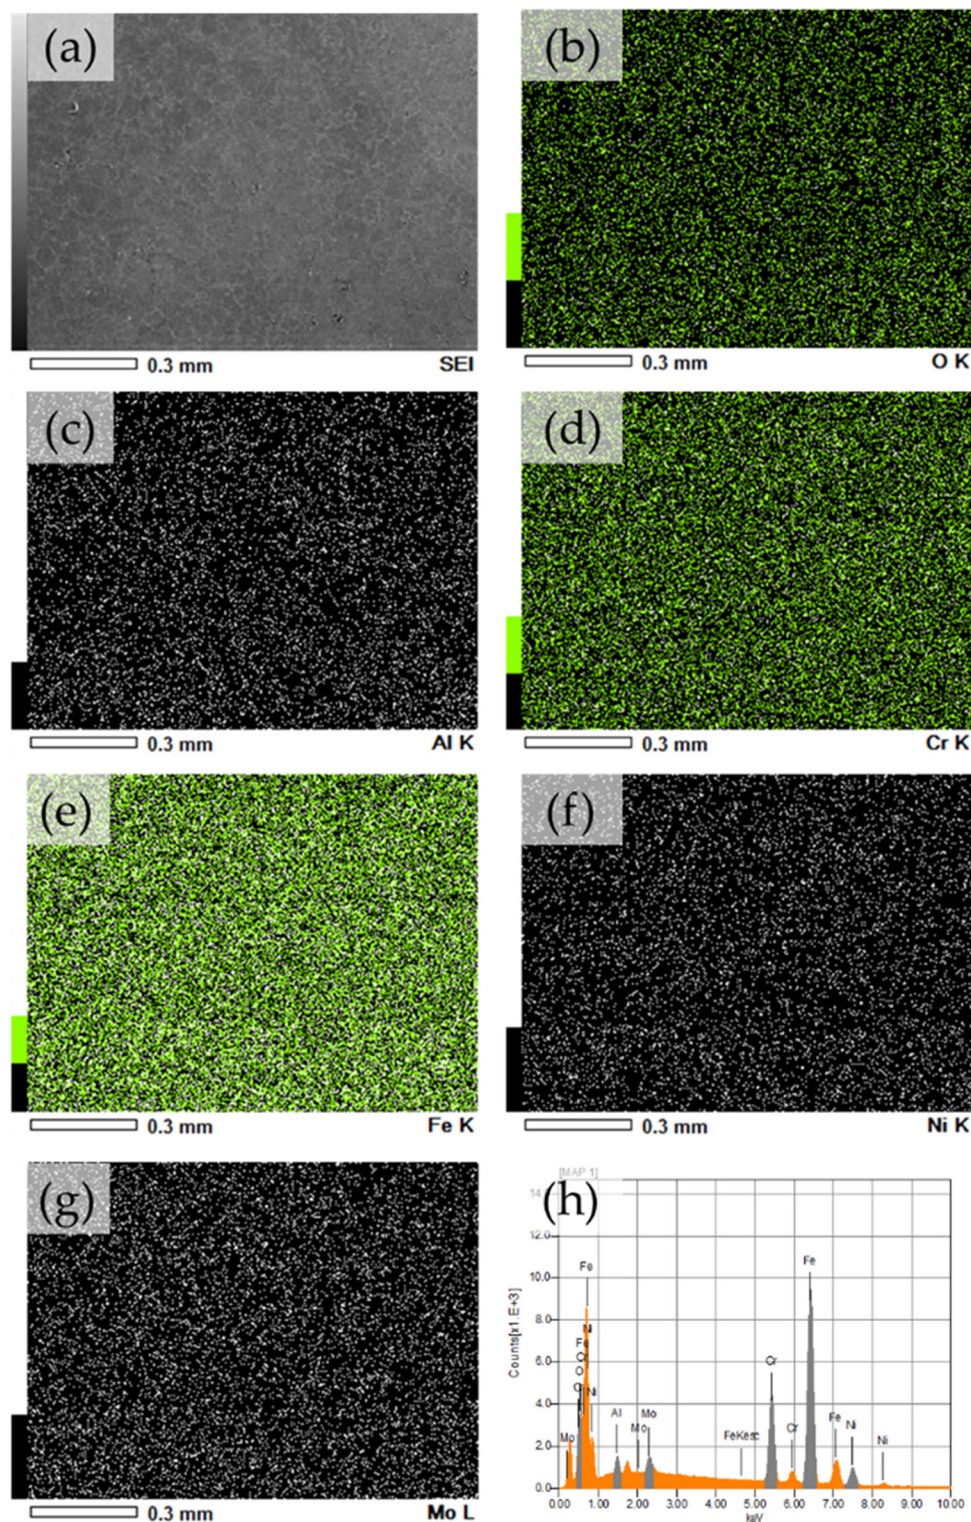 (a)
(b)
0.3 mm
SEI
0.3 mm
O K
(c)
(d)
0.3 mm
Al K
0.3 mm
Cr K
(e)
(f)
0.3 mm
Fe K
0.3 mm
Ni K
(g)
(h)
0.3 mm
Mo L
[MAP 1]
12.0
10.0
8.0
6.0
4.0
2.0
0.0
Counts[x1.E+3]
Fe
Ni
Fe
Cr
O
Ni
Mo
Al
Mo
Mo
FeKesc
Cr
Cr
Fe
Fe
Ni
Ni
0.00 1.00 2.00 3.00 4.00 5.00 6.00 7.00 8.00 9.00 10.00
keV